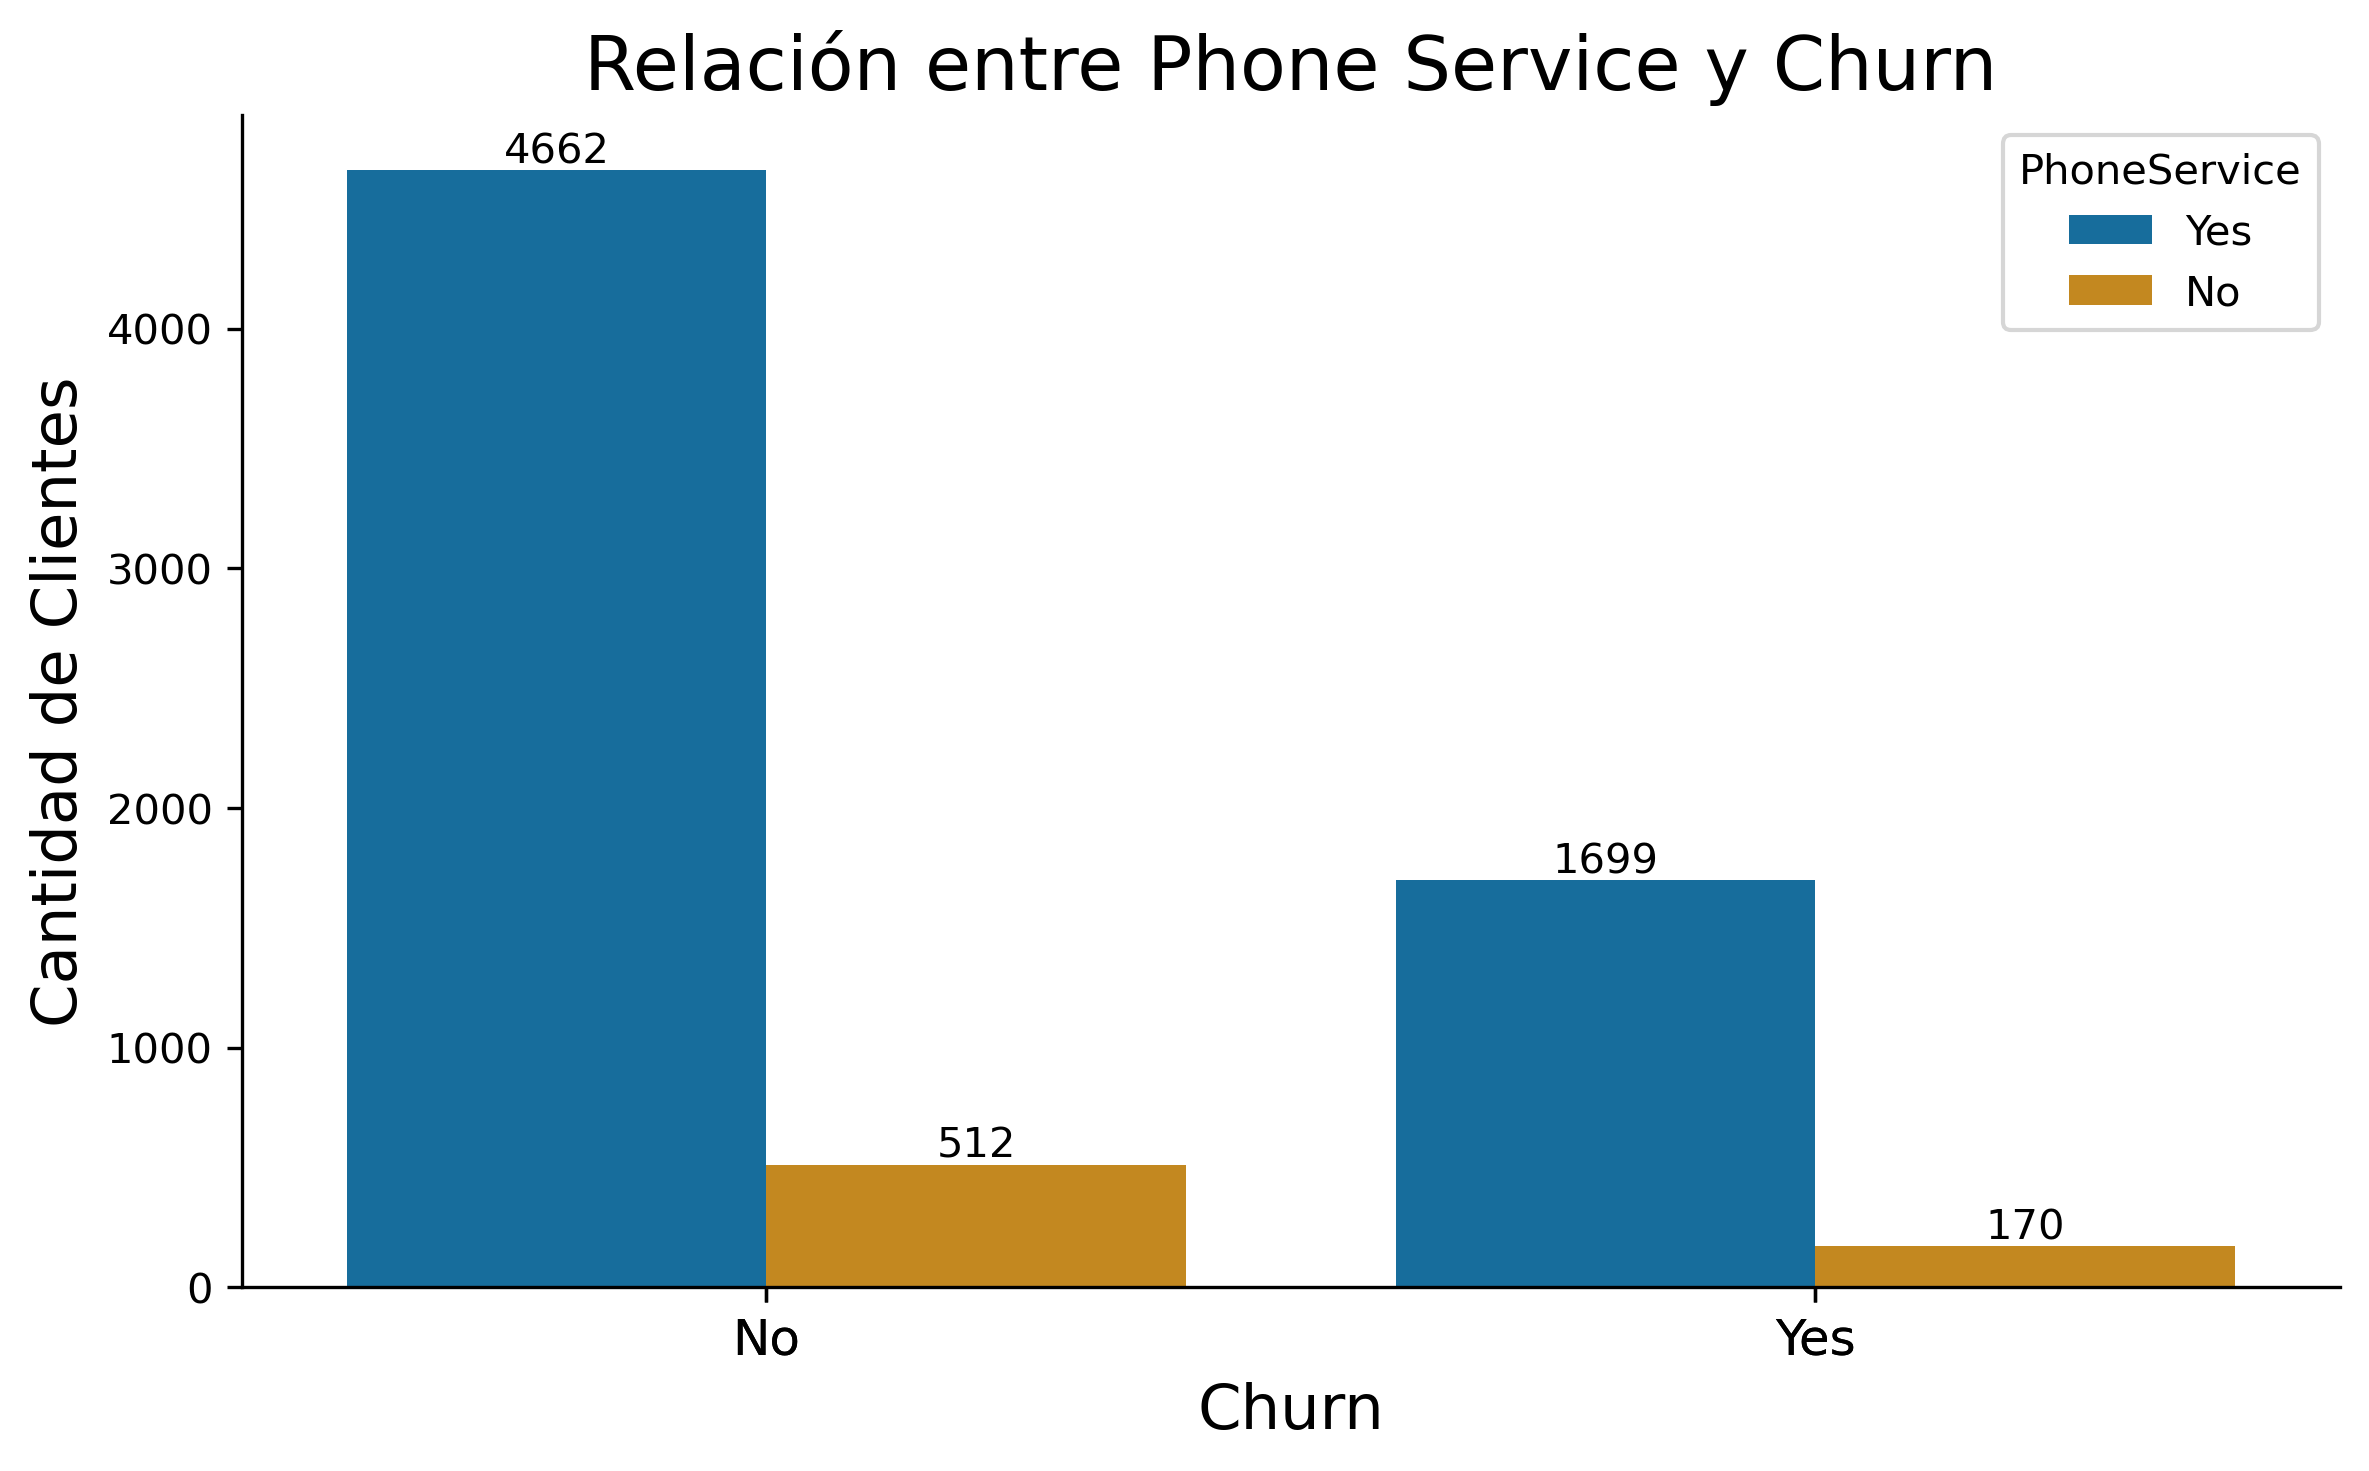 Relación entre Phone Service y Churn
PhoneService
Yes
No
4662
512
1699
170
Cantidad de Clientes
4000
3000
2000
1000
0
No
Yes
Churn